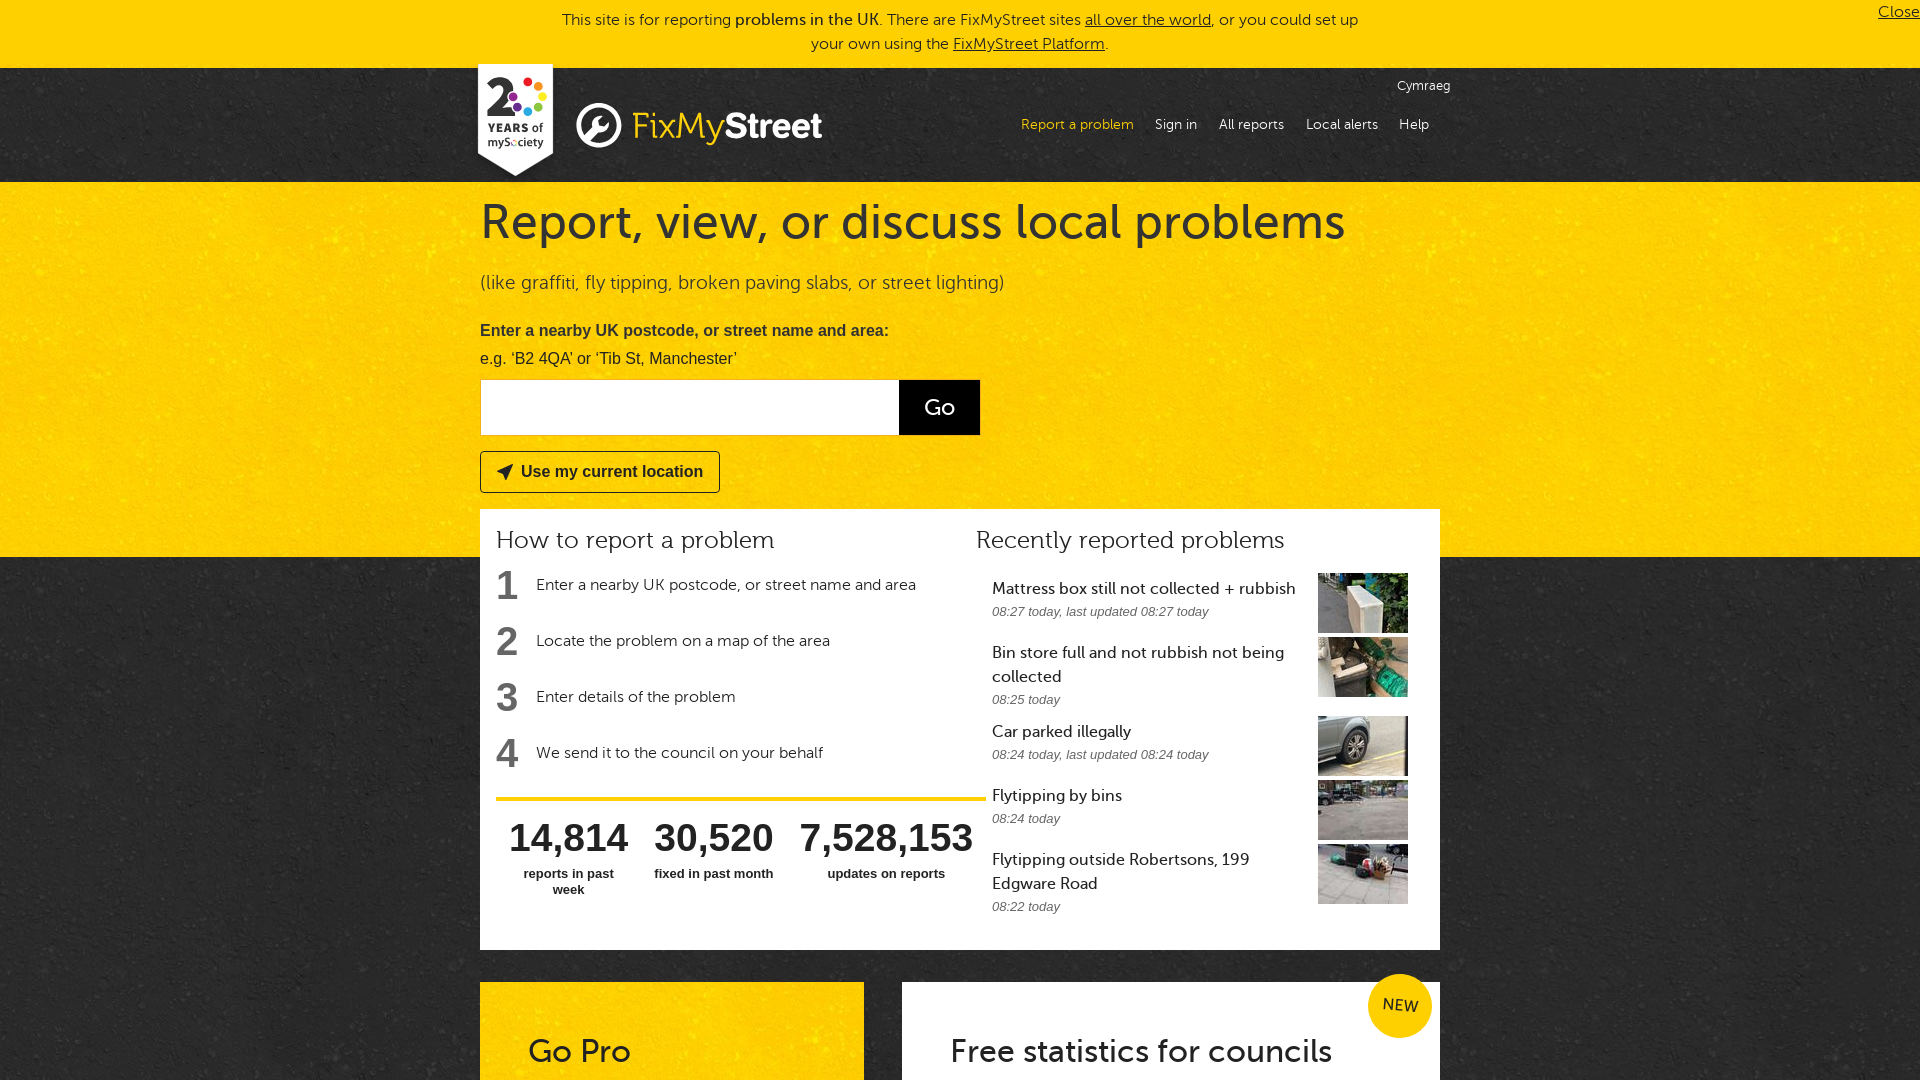 This site is for reporting problems in the UK. There are FixMyStreet sites all over the world, or you could set up
your own using the FixMyStreet Platform.
Close
20
YEARS of
mySociety
FixMyStreet
Cymraeg
Report a problem
Sign in
All reports
Local alerts
Help
Report, view, or discuss local problems
(like graffiti, fly tipping, broken paving slabs, or street lighting)
Enter a nearby UK postcode, or street name and area:
e.g. ‘B2 4QA’ or ‘Tib St, Manchester’
Go
Use my current location
How to report a problem
1 Enter a nearby UK postcode, or street name and area
2 Locate the problem on a map of the area
3 Enter details of the problem
4 We send it to the council on your behalf
14,814
reports in past
week
30,520
fixed in past month
7,528,153
updates on reports
Recently reported problems
Mattress box still not collected + rubbish
08:27 today, last updated 08:27 today
Bin store full and not rubbish not being
collected
08:25 today
Car parked illegally
08:24 today, last updated 08:24 today
Flytipping by bins
08:24 today
Flytipping outside Robertsons, 199
Edgware Road
08:22 today
Go Pro
NEW
Free statistics for councils